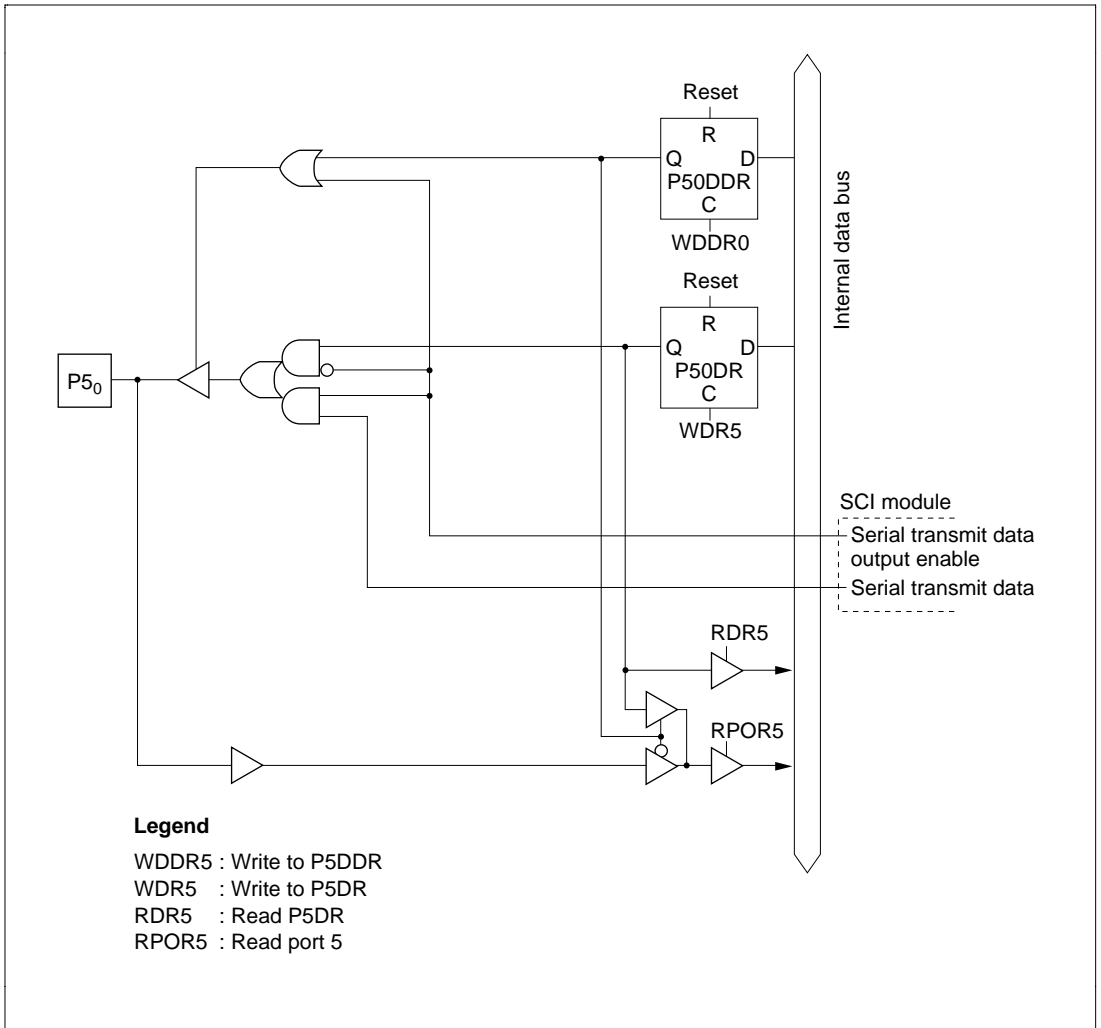 Reset
R
Q D
P50DDR
C
WDDR0
Reset
R
Q D
P50DR
C
WDR5
Internal data bus
P5₀
SCI module
Serial transmit data
output enable
Serial transmit data
RDR5
RPOR5
Legend
WDDR5 : Write to P5DDR
WDR5 : Write to P5DR
RDR5 : Read P5DR
RPOR5 : Read port 5